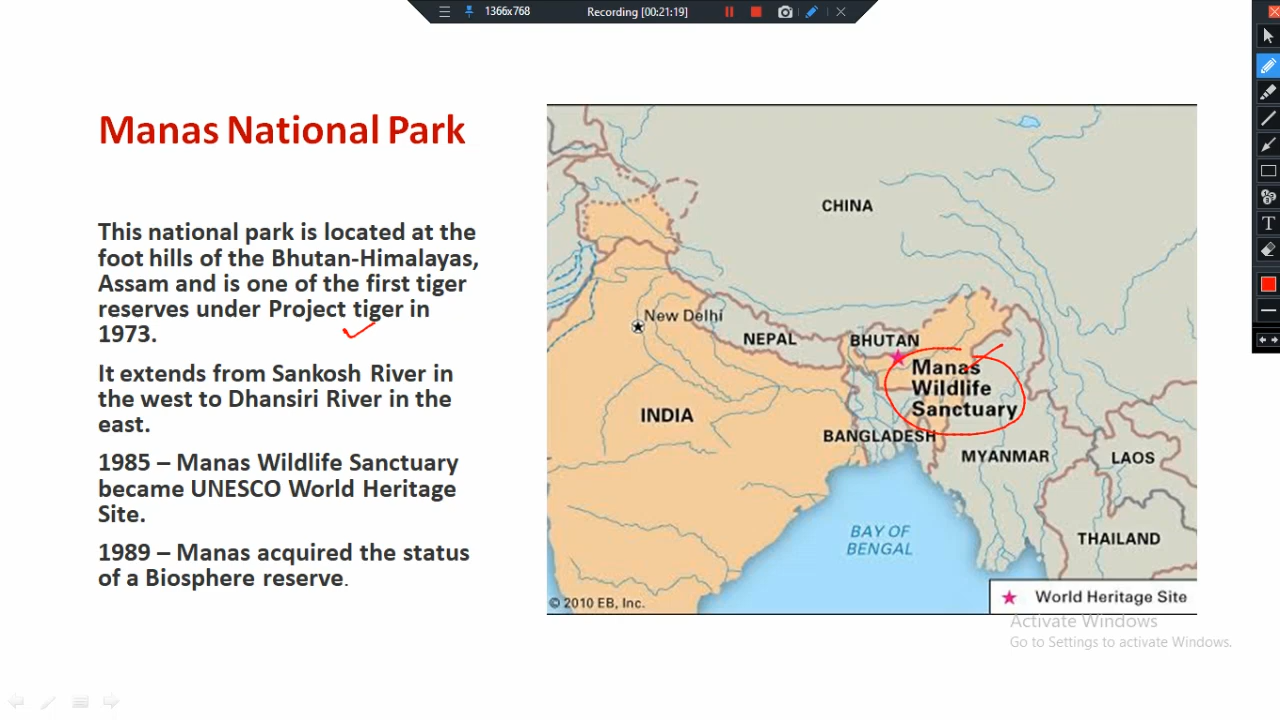 1366x768
Recording [00:21:19]
Manas National Park
This national park is located at the
foot hills of the Bhutan-Himalayas,
Assam and is one of the first tiger
reserves under Project tiger in
1973.
It extends from Sankosh River in
the west to Dhansiri River in the
east.
1985 – Manas Wildlife Sanctuary
became UNESCO World Heritage
Site.
1989 – Manas acquired the status
of a Biosphere reserve.
CHINA
New Delhi
NEPAL
BHUTAN
Manas
Wildlife
Sanctuary
INDIA
BANGLADESH
MYANMAR
LAOS
BAY OF
BENGAL
THAILAND
© 2010 EB, Inc.
World Heritage Site
Activate Windows
Go to Settings to activate Windows.
T